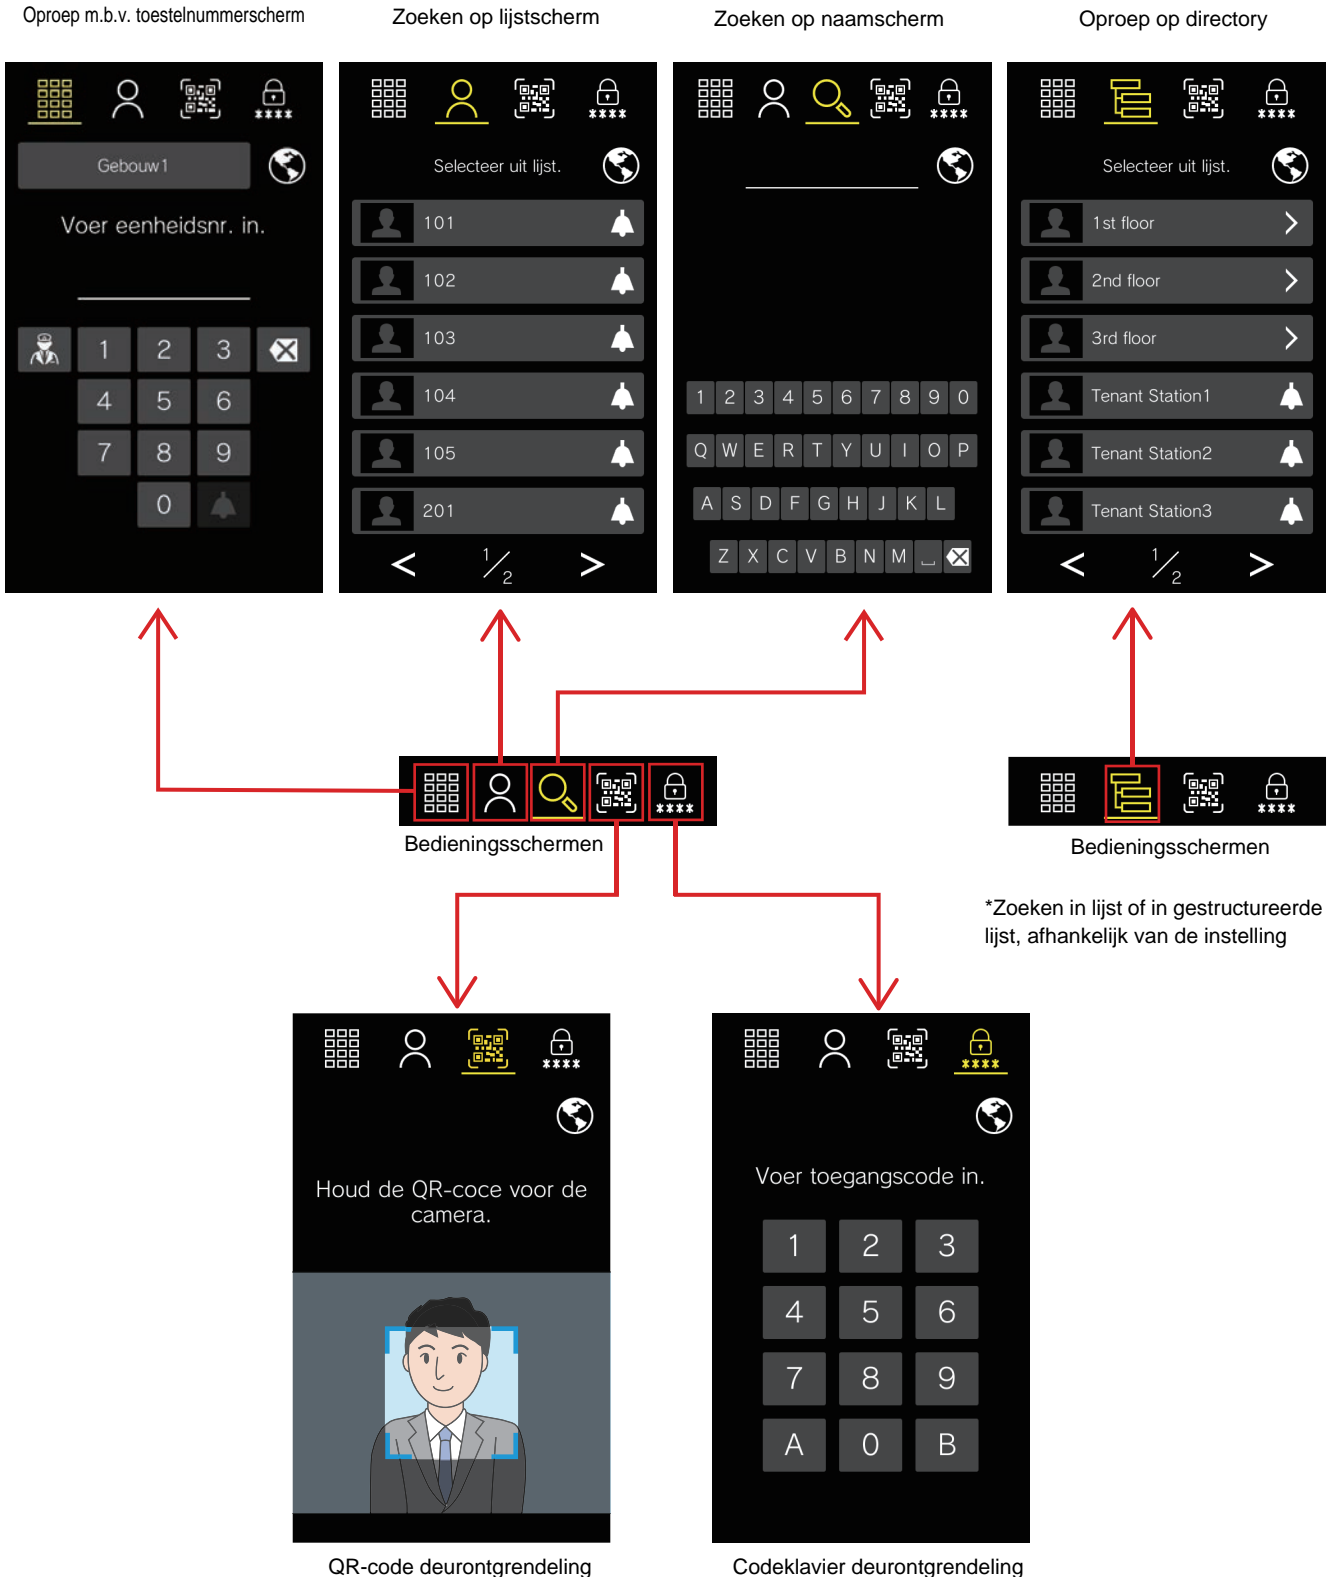 Oproep m.b.v. toestelnummerscherm
Zoeken op lijstscherm
Zoeken op naamscherm
Oproep op directory
****
Gebouw1
Voer eenheidsnr. in.
1 2 3
4 5 6
7 8 9
0
****
Selecteer uit lijst.
101
102
103
104
105
201
< 1/2 >
****
1 2 3 4 5 6 7 8 9 0
Q W E R T Y U I O P
A S D F G H J K L
Z X C V B N M
****
Selecteer uit lijst.
1st floor >
2nd floor >
3rd floor >
Tenant Station1
Tenant Station2
Tenant Station3
< 1/2 >
****
Bedieningsschermen
****
Bedieningsschermen
*Zoeken in lijst of in gestructureerde
lijst, afhankelijk van de instelling
****
Houd de QR-coce voor de
camera.
QR-code deurontgrendeling
****
Voer toegangscode in.
1 2 3
4 5 6
7 8 9
A 0 B
Codeklavier deurontgrendeling